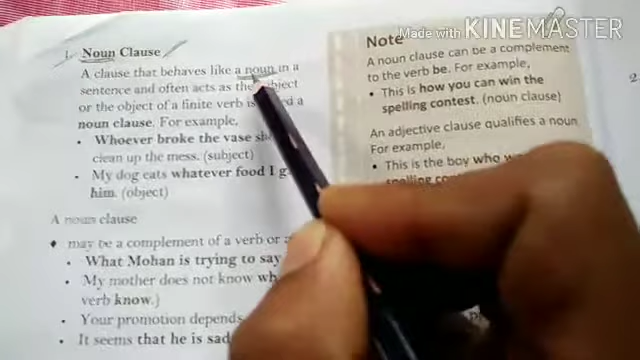 Made with KINEMASTER
1. Noun Clause
A clause that behaves like a noun in a
sentence and often acts as the subject
or the object of a finite verb is a
noun clause. For example,
• Whoever broke the vase
clean up the mess. (subject)
• My dog eats whatever food I
him. (object)
A noun clause
♦ may be a complement of a verb or
• What Mohan is trying to say
• My mother does not know
verb know.)
• Your promotion depends
• It seems that he is sad
Note
A noun clause can be a complement
to the verb be. For example,
• This is how you can win the
spelling contest. (noun clause)
An adjective clause qualifies a noun
For example,
• This is the boy who
spelling
2